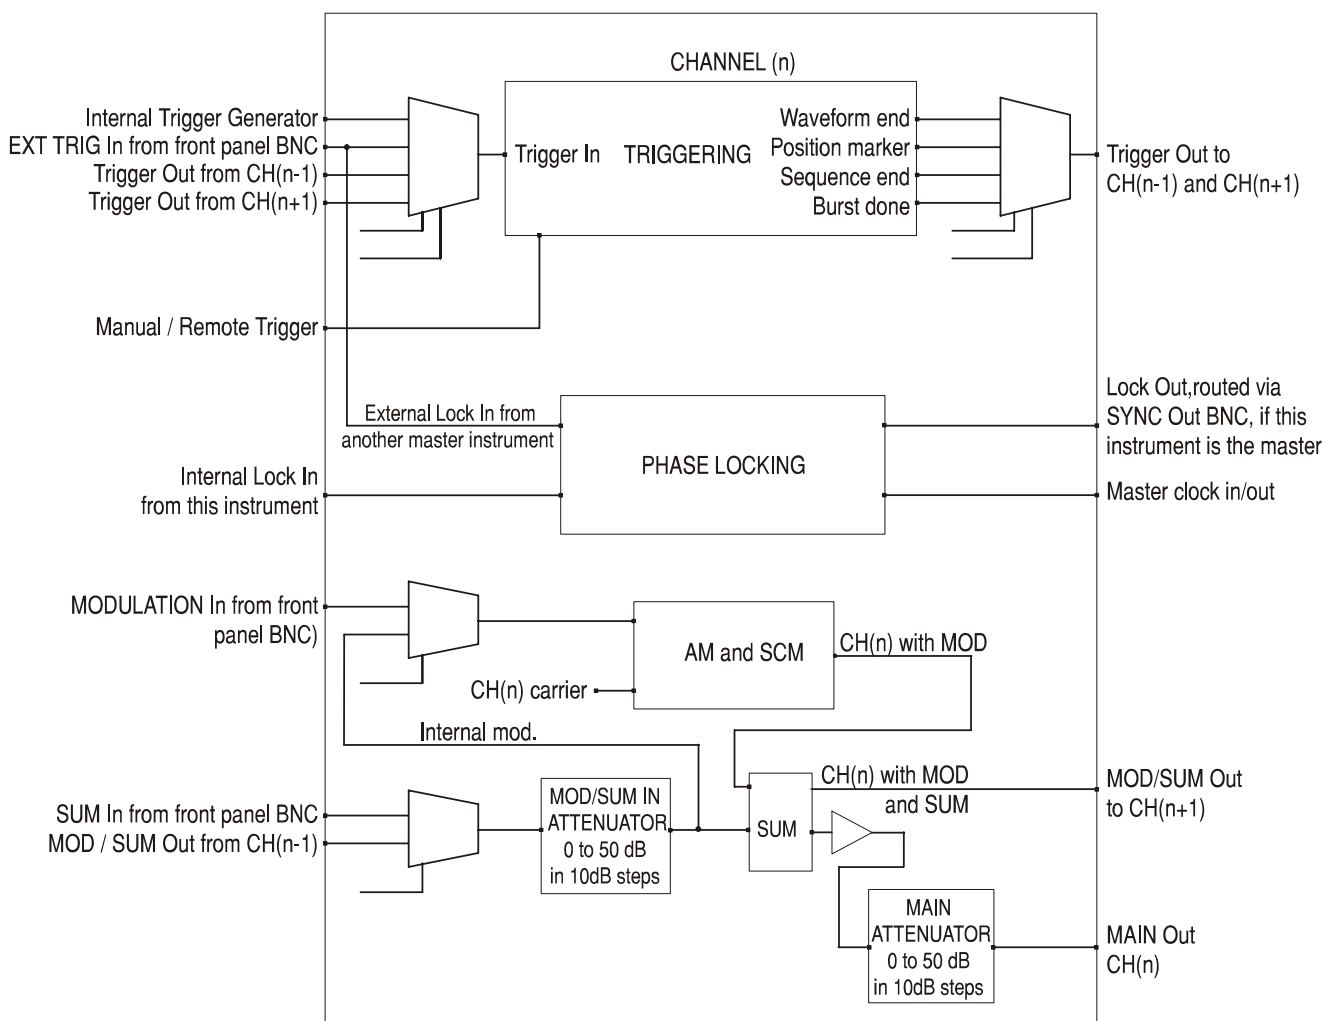 CHANNEL (n)
Internal Trigger Generator
EXT TRIG In from front panel BNC
Trigger Out from CH(n-1)
Trigger Out from CH(n+1)
Trigger In
TRIGGERING
Waveform end
Position marker
Sequence end
Burst done
Trigger Out to
CH(n-1) and CH(n+1)
Manual / Remote Trigger
External Lock In from
another master instrument
Internal Lock In
from this instrument
PHASE LOCKING
Lock Out,routed via
SYNC Out BNC, if this
instrument is the master
Master clock in/out
MODULATION In from front
panel BNC)
AM and SCM
CH(n) with MOD
CH(n) carrier
Internal mod.
SUM In from front panel BNC
MOD / SUM Out from CH(n-1)
MOD/SUM IN
ATTENUATOR
0 to 50 dB
in 10dB steps
SUM
CH(n) with MOD
and SUM
MOD/SUM Out
to CH(n+1)
MAIN
ATTENUATOR
0 to 50 dB
in 10dB steps
MAIN Out
CH(n)